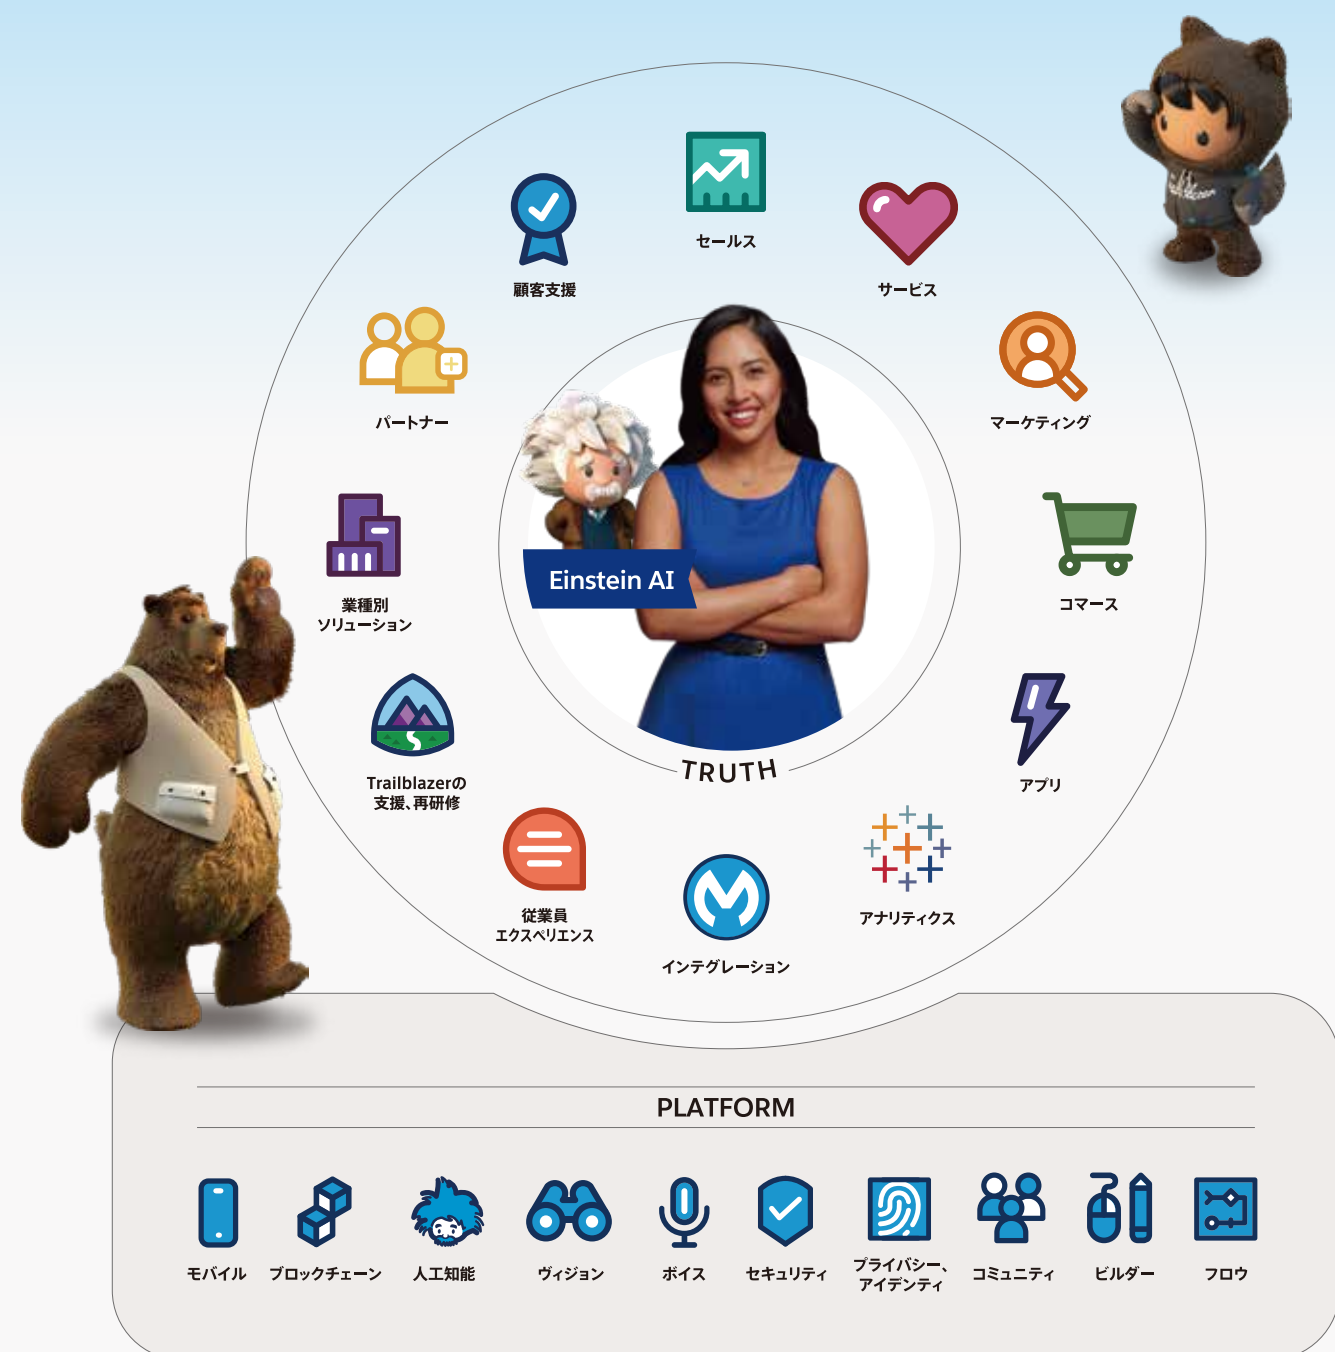 セールス
顧客支援
サービス
パートナー
マーケティング
Einstein AI
業種別
ソリューション
コマース
TRUTH
Trailblazerの
支援、再研修
アプリ
従業員
エクスペリエンス
アナリティクス
インテグレーション
PLATFORM
モバイル
ブロックチェーン
人工知能
ヴィジョン
ボイス
セキュリティ
プライバシー、
アイデンティ
コミュニティ
ビルダー
フロウ